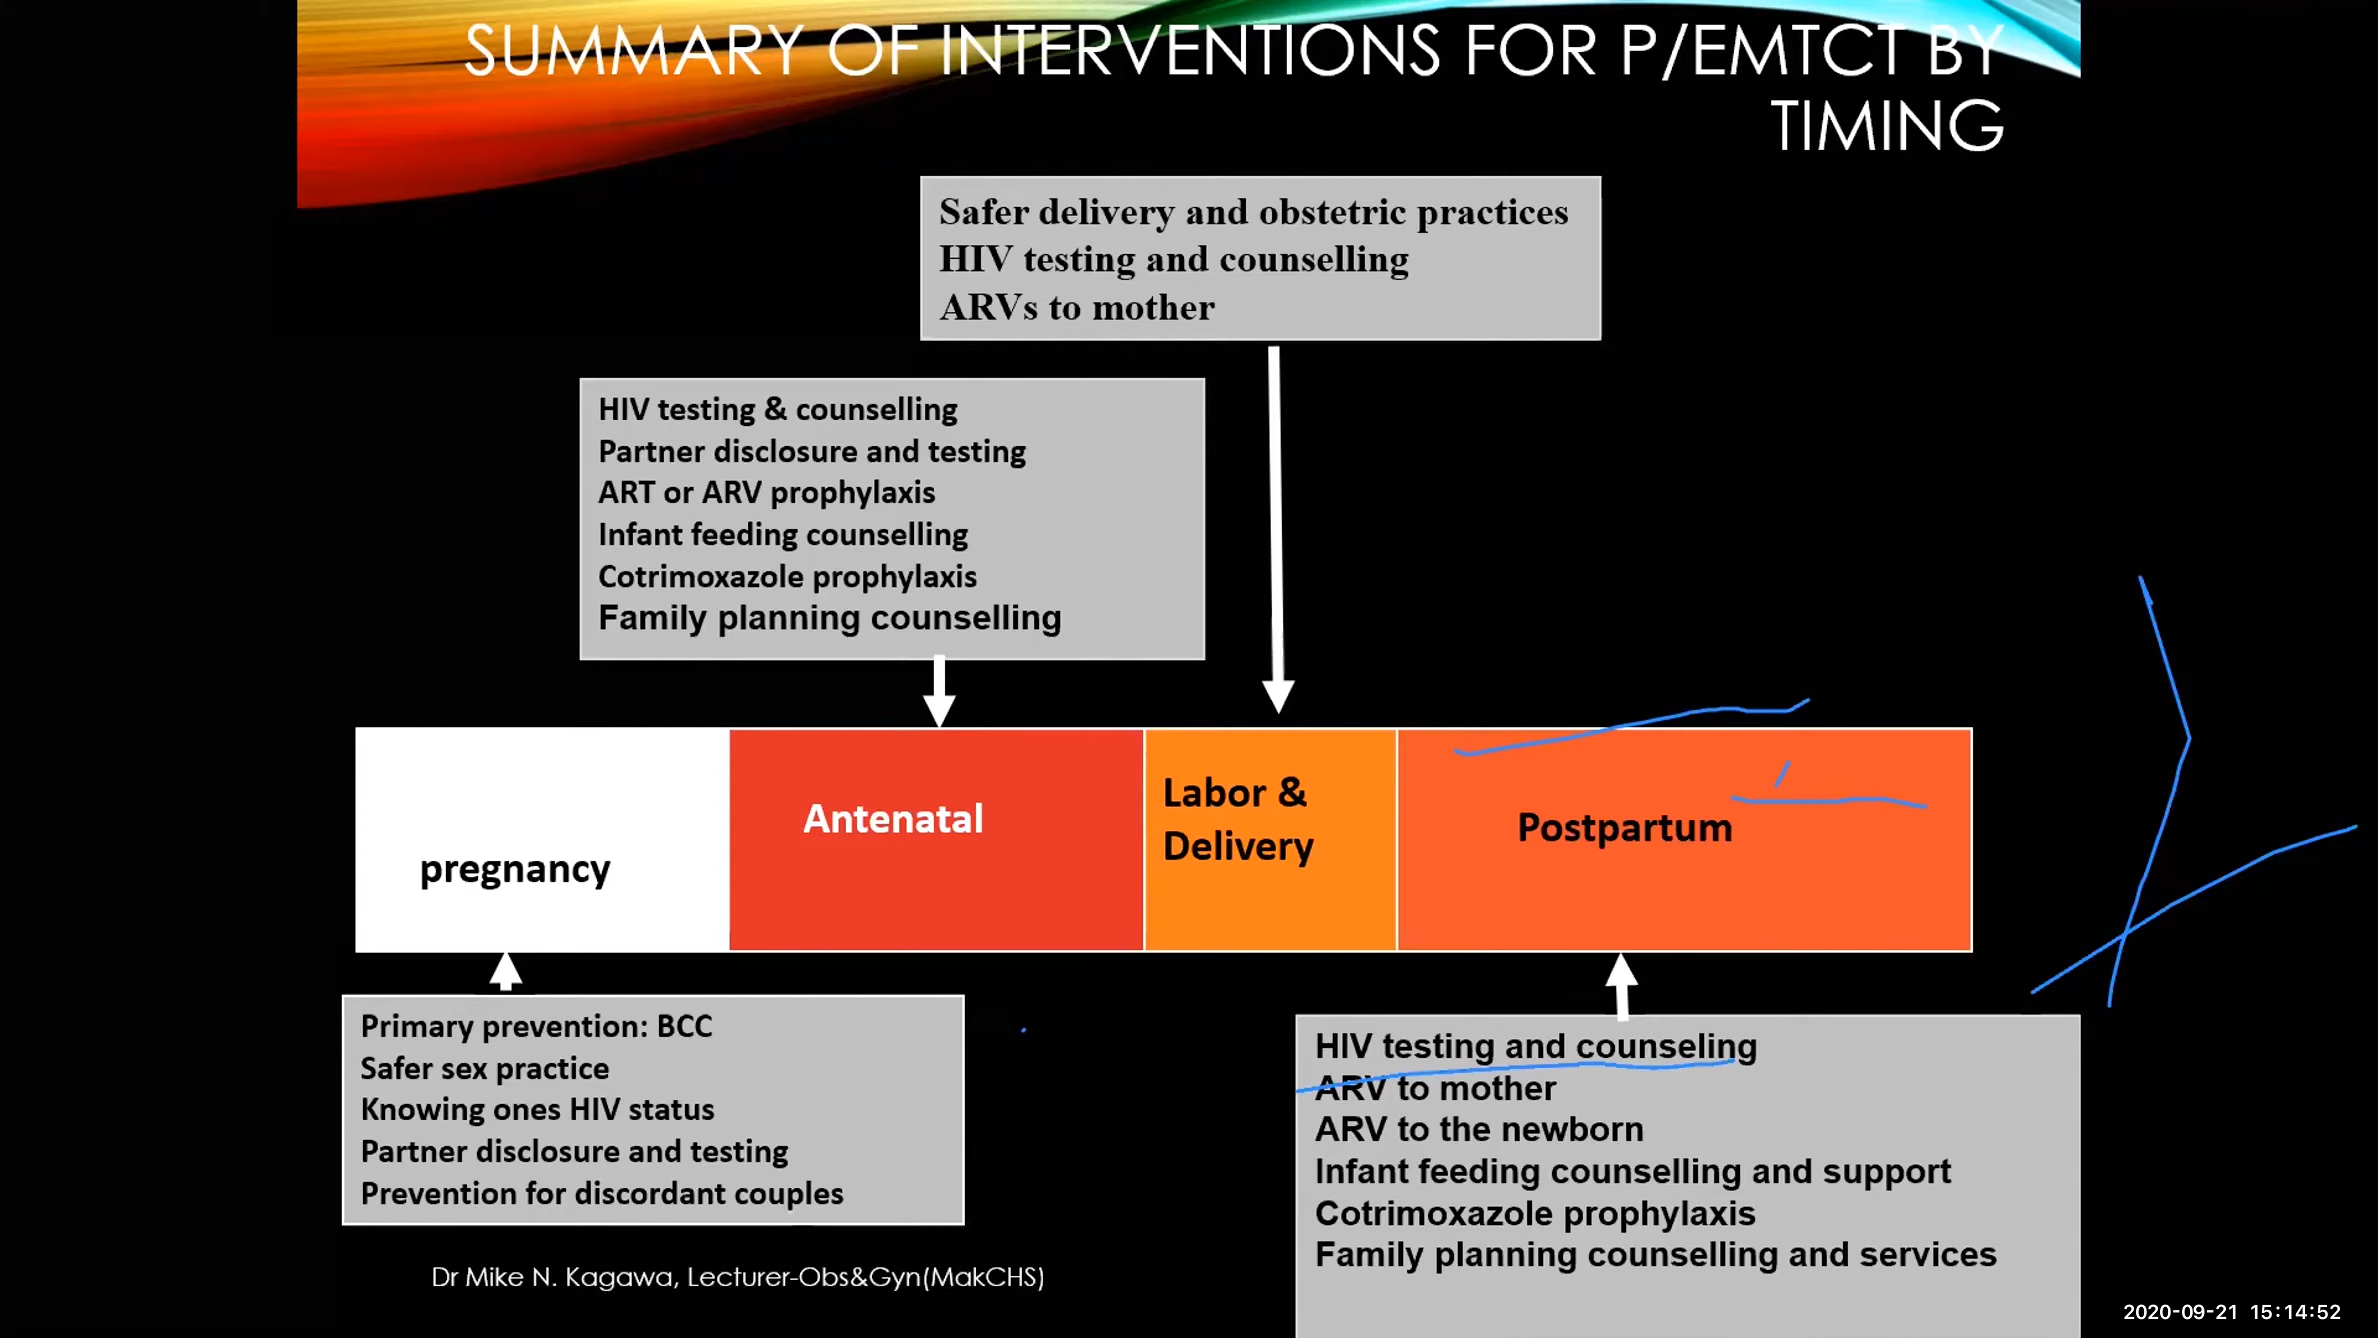 SUMMARY OF INTERVENTIONS FOR P/EMTCT BY
TIMING
Safer delivery and obstetric practices
HIV testing and counselling
ARVs to mother
HIV testing & counselling
Partner disclosure and testing
ART or ARV prophylaxis
Infant feeding counselling
Cotrimoxazole prophylaxis
Family planning counselling
pregnancy
Antenatal
Labor &
Delivery
Postpartum
Primary prevention: BCC
Safer sex practice
Knowing ones HIV status
Partner disclosure and testing
Prevention for discordant couples
HIV testing and counseling
ARV to mother
ARV to the newborn
Infant feeding counselling and support
Cotrimoxazole prophylaxis
Family planning counselling and services
Dr Mike N. Kagawa, Lecturer-Obs&Gyn(MakCHS)
2020-09-21 15:14:52